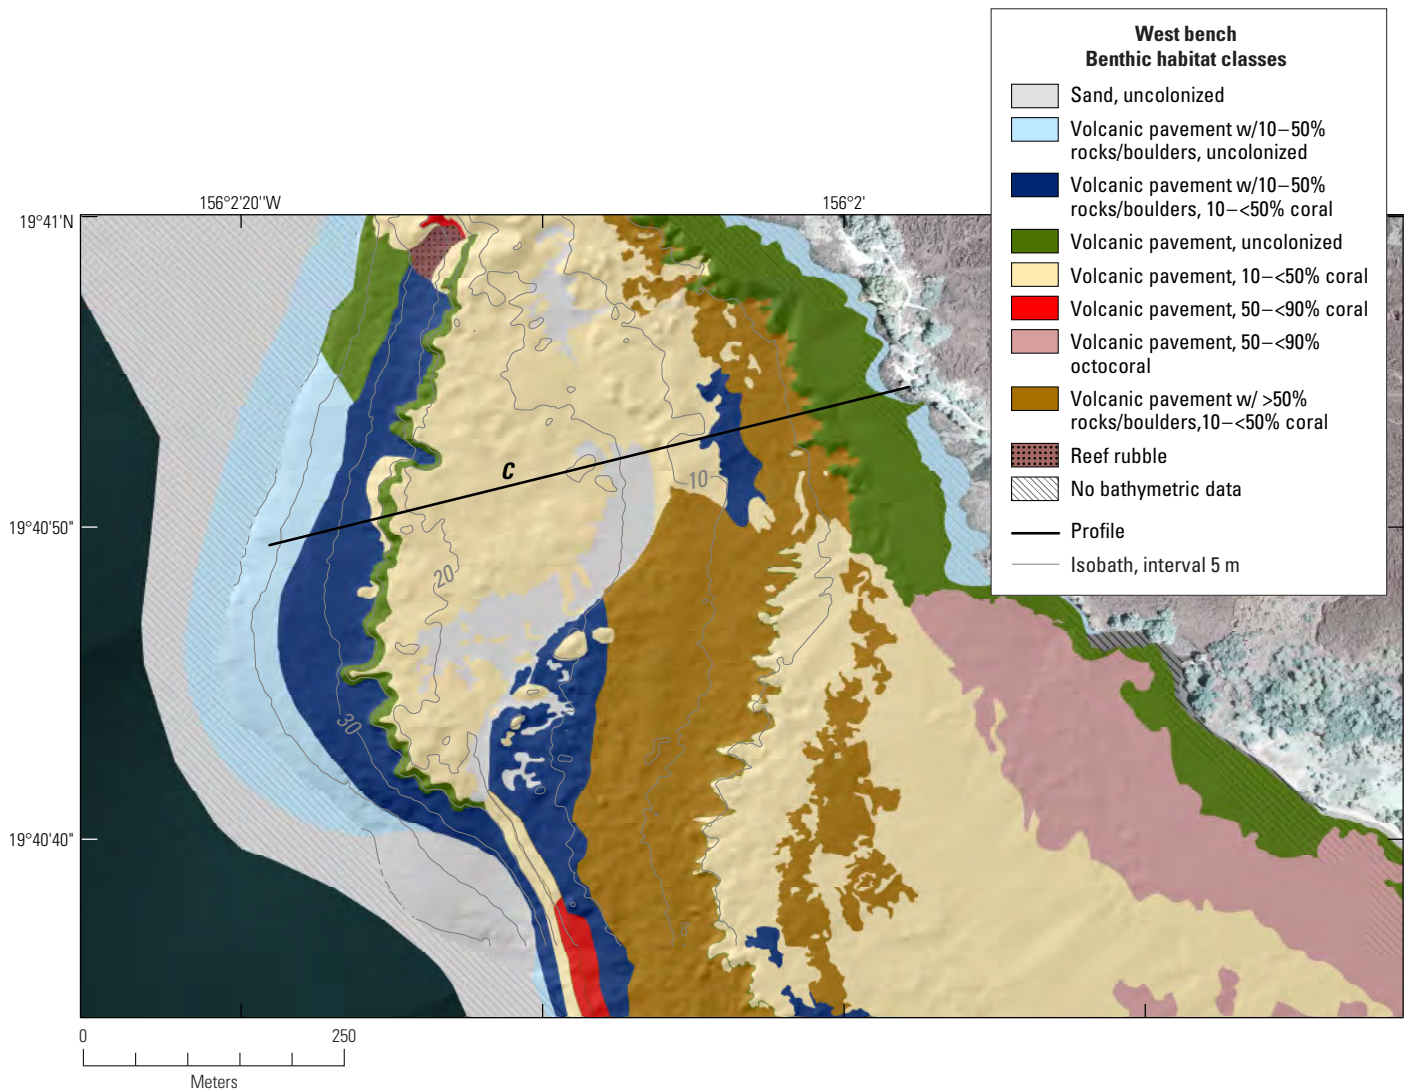 West bench
Benthic habitat classes
Sand, uncolonized
Volcanic pavement w/10–50%
rocks/boulders, uncolonized
Volcanic pavement w/10–50%
rocks/boulders, 10–<50% coral
Volcanic pavement, uncolonized
Volcanic pavement, 10–<50% coral
Volcanic pavement, 50–<90% coral
Volcanic pavement, 50–<90%
octocoral
Volcanic pavement w/ >50%
rocks/boulders,10–<50% coral
Reef rubble
No bathymetric data
Profile
Isobath, interval 5 m
156°2'20"W
156°2'
19°41'N
C
10
19°40'50"
20
30
19°40'40"
0
250
Meters